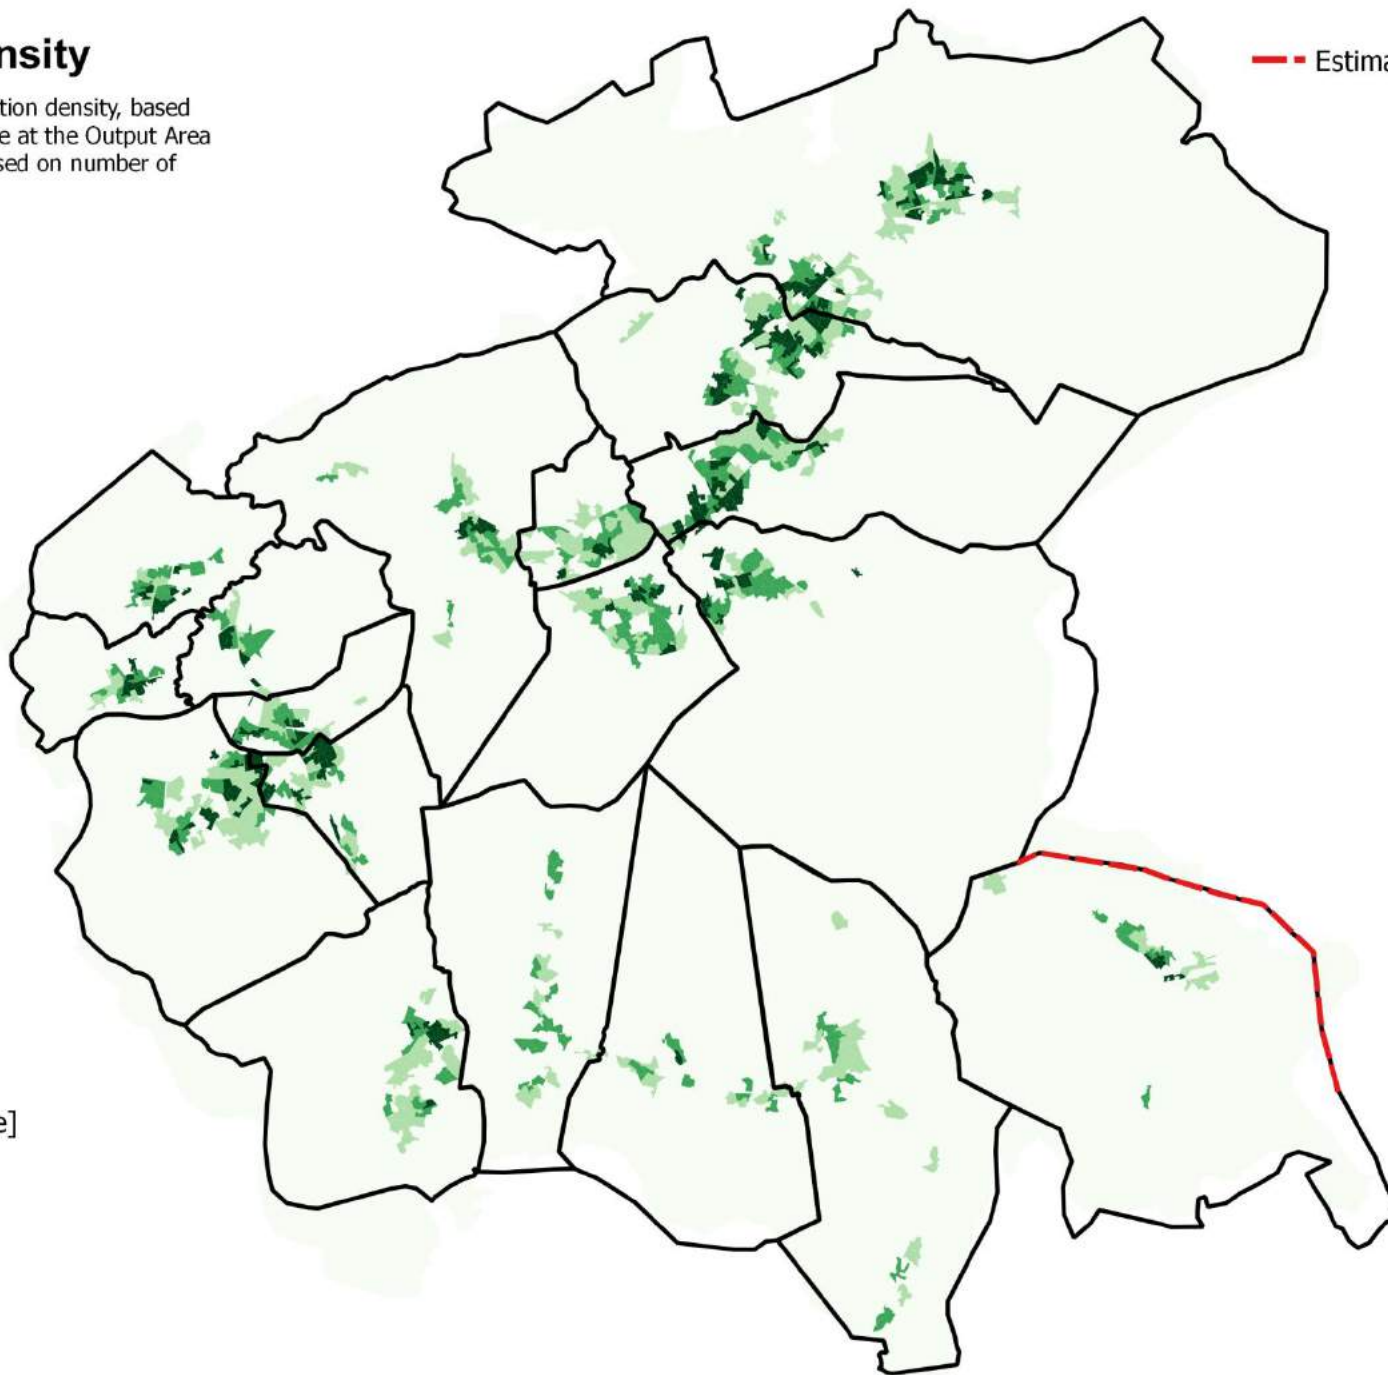 nsity
tion density, based
e at the Output Area
sed on number of
Estima
e]